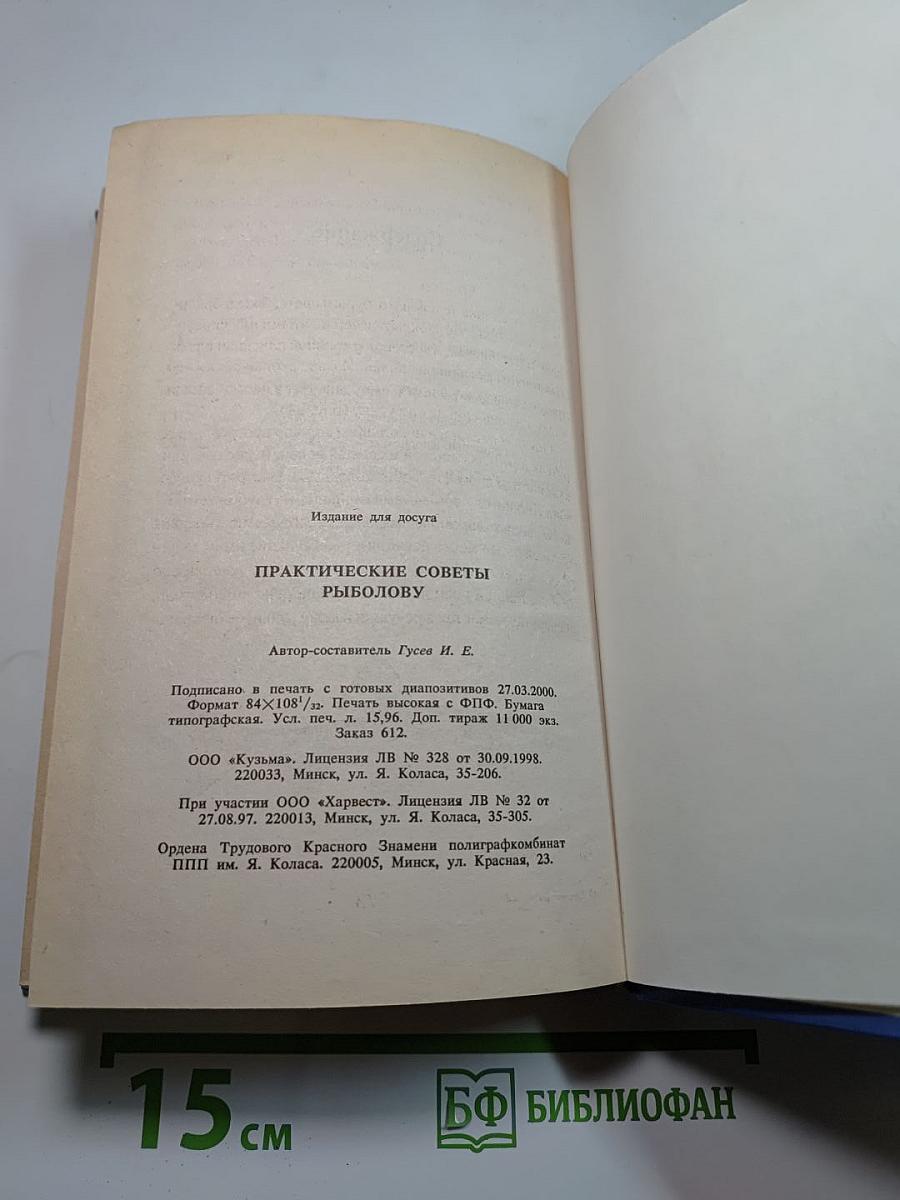 Издание для досуга
ПРАКТИЧЕСКИЕ СОВЕТЫ
РЫБОЛОВУ
Автор-составитель Гусев И. Е.
Подписано в печать с готовых диапозитивов 27.03.2000.
Формат 84×108¹/₃₂. Печать высокая с ФПФ. Бумага
типографская. Усл. печ. л. 15,96. Доп. тираж 11 000 экз.
Заказ 612.
ООО «Кузьма». Лицензия ЛВ № 328 от 30.09.1998.
220033, Минск, ул. Я. Коласа, 35-206.
При участии ООО «Харвест». Лицензия ЛВ № 32 от
27.08.97. 220013, Минск, ул. Я. Коласа, 35-305.
Ордена Трудового Красного Знамени полиграфкомбинат
ППП им. Я. Коласа. 220005, Минск, ул. Красная, 23.
15 см
БФ БИБЛИОФАН